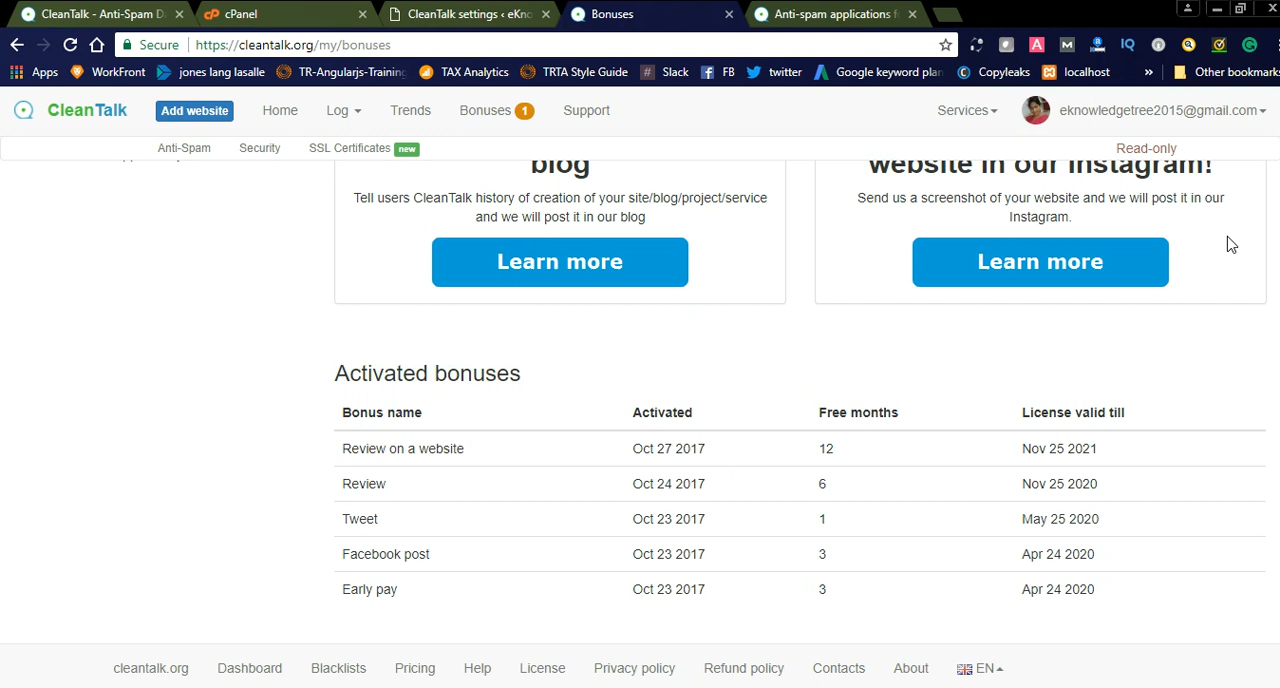 CleanTalk - Anti-Spam D
cPanel
CleanTalk settings ‹ eKno
Bonuses
Anti-spam applications f
Secure
https://cleantalk.org/my/bonuses
Apps
WorkFront
jones lang lasalle
TR-Angularjs-Training
TAX Analytics
TRTA Style Guide
Slack
FB
twitter
Google keyword plan
Copyleaks
localhost
»
Other bookmarks
CleanTalk
Add website
Home
Log
Trends
Bonuses 1
Support
Services
eknowledgetree2015@gmail.com
Anti-Spam
Security
SSL Certificates new
Read-only
blog
Tell users CleanTalk history of creation of your site/blog/project/service
and we will post it in our blog
Learn more
website in our Instagram!
Send us a screenshot of your website and we will post it in our
Instagram.
Learn more
Activated bonuses
Bonus name Activated Free months License valid till
Review on a website Oct 27 2017 12 Nov 25 2021
Review Oct 24 2017 6 Nov 25 2020
Tweet Oct 23 2017 1 May 25 2020
Facebook post Oct 23 2017 3 Apr 24 2020
Early pay Oct 23 2017 3 Apr 24 2020
cleantalk.org Dashboard Blacklists Pricing Help License Privacy policy Refund policy Contacts About EN